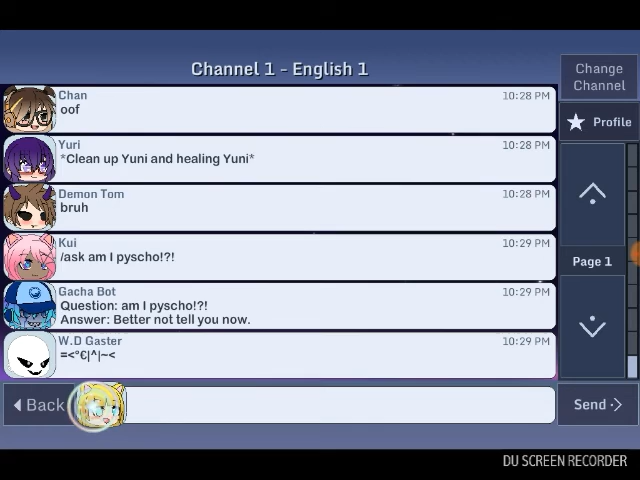 Channel 1 - English 1
Change
Channel
Chan
10:28 PM
oof
Profile
Yuri
10:28 PM
*Clean up Yuni and healing Yuni*
Demon Tom
10:28 PM
bruh
Kui
10:29 PM
/ask am I pyscho!?!
Page 1
Gacha Bot
10:29 PM
Question: am I pyscho!?!
Answer: Better not tell you now.
W.D Gaster
10:29 PM
=<°€|^|~<
Back
Send
DU SCREEN RECORDER